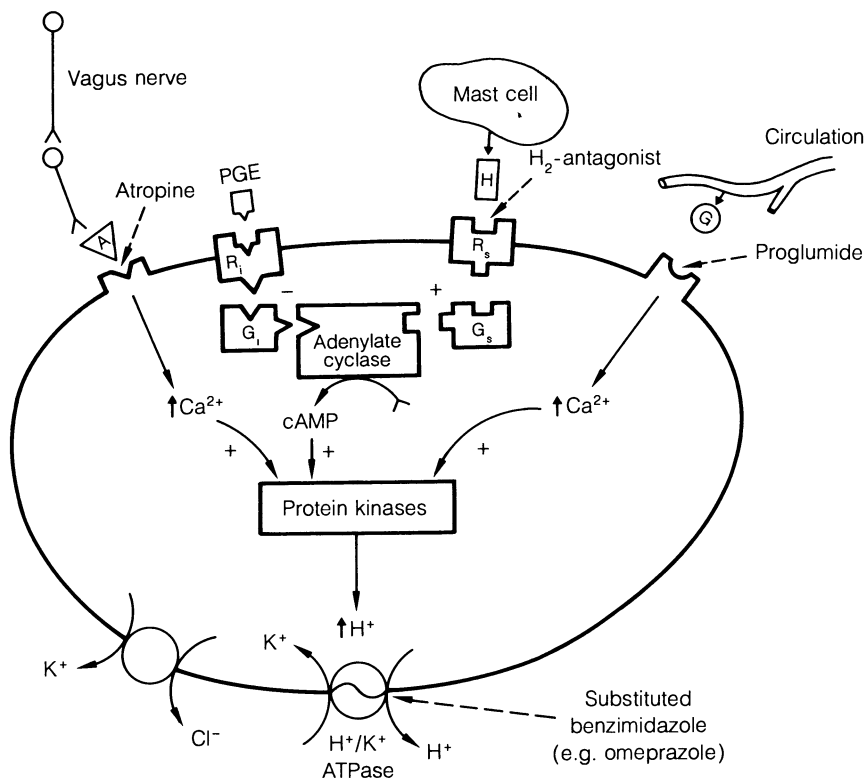 Vagus nerve
Mast cell
Circulation
H₂-antagonist
PGE
H
Atropine
G
A
Rᵢ
Rₛ
Proglumide
−
+
Gᵢ
Adenylate
cyclase
Gₛ
↑Ca²⁺
cAMP
↑Ca²⁺
+
+
+
Protein kinases
↑H⁺
K⁺
K⁺
Cl⁻
H⁺/K⁺
ATPase
H⁺
Substituted
benzimidazole
(e.g. omeprazole)